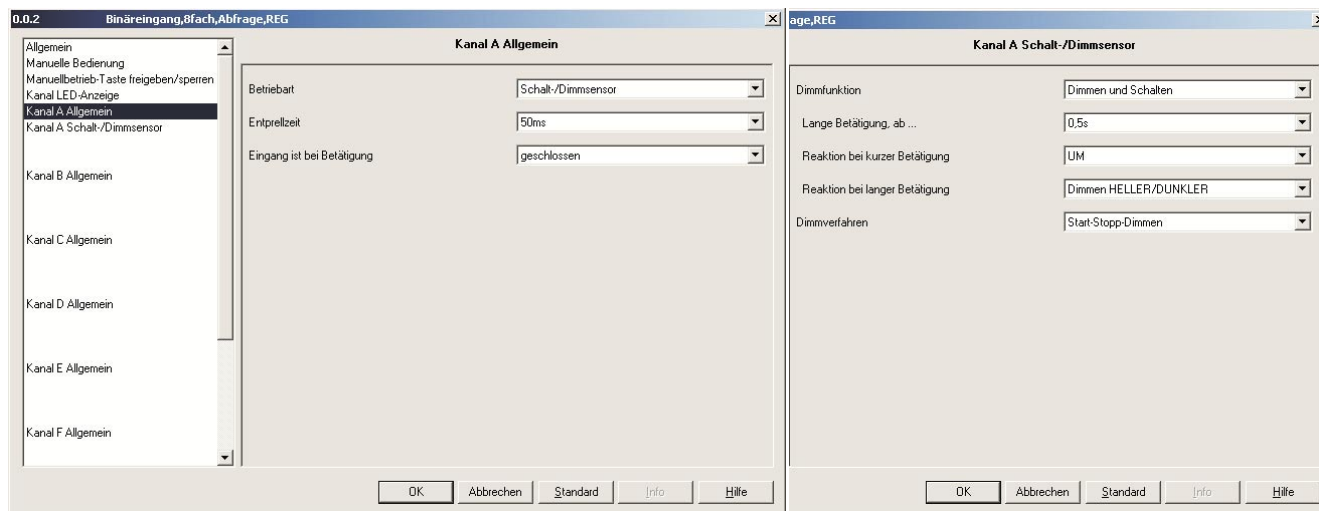 0.0.2 Binäreingang,8fach,Abfrage,REG
Allgemein
Manuelle Bedienung
Manuellbetrieb-Taste freigeben/sperren
Kanal LED-Anzeige
Kanal A Allgemein
Kanal A Schalt-/Dimmsensor
Kanal B Allgemein
Kanal C Allgemein
Kanal D Allgemein
Kanal E Allgemein
Kanal F Allgemein
Kanal A Allgemein
Betriebart Schalt-/Dimmsensor
Entprellzeit 50ms
Eingang ist bei Betätigung geschlossen
OK Abbrechen Standard Info Hilfe
age,REG
Kanal A Schalt-/Dimmsensor
Dimmfunktion Dimmen und Schalten
Lange Betätigung, ab ... 0,5s
Reaktion bei kurzer Betätigung UM
Reaktion bei langer Betätigung Dimmen HELLER/DUNKLER
Dimmverfahren Start-Stopp-Dimmen
OK Abbrechen Standard Info Hilfe